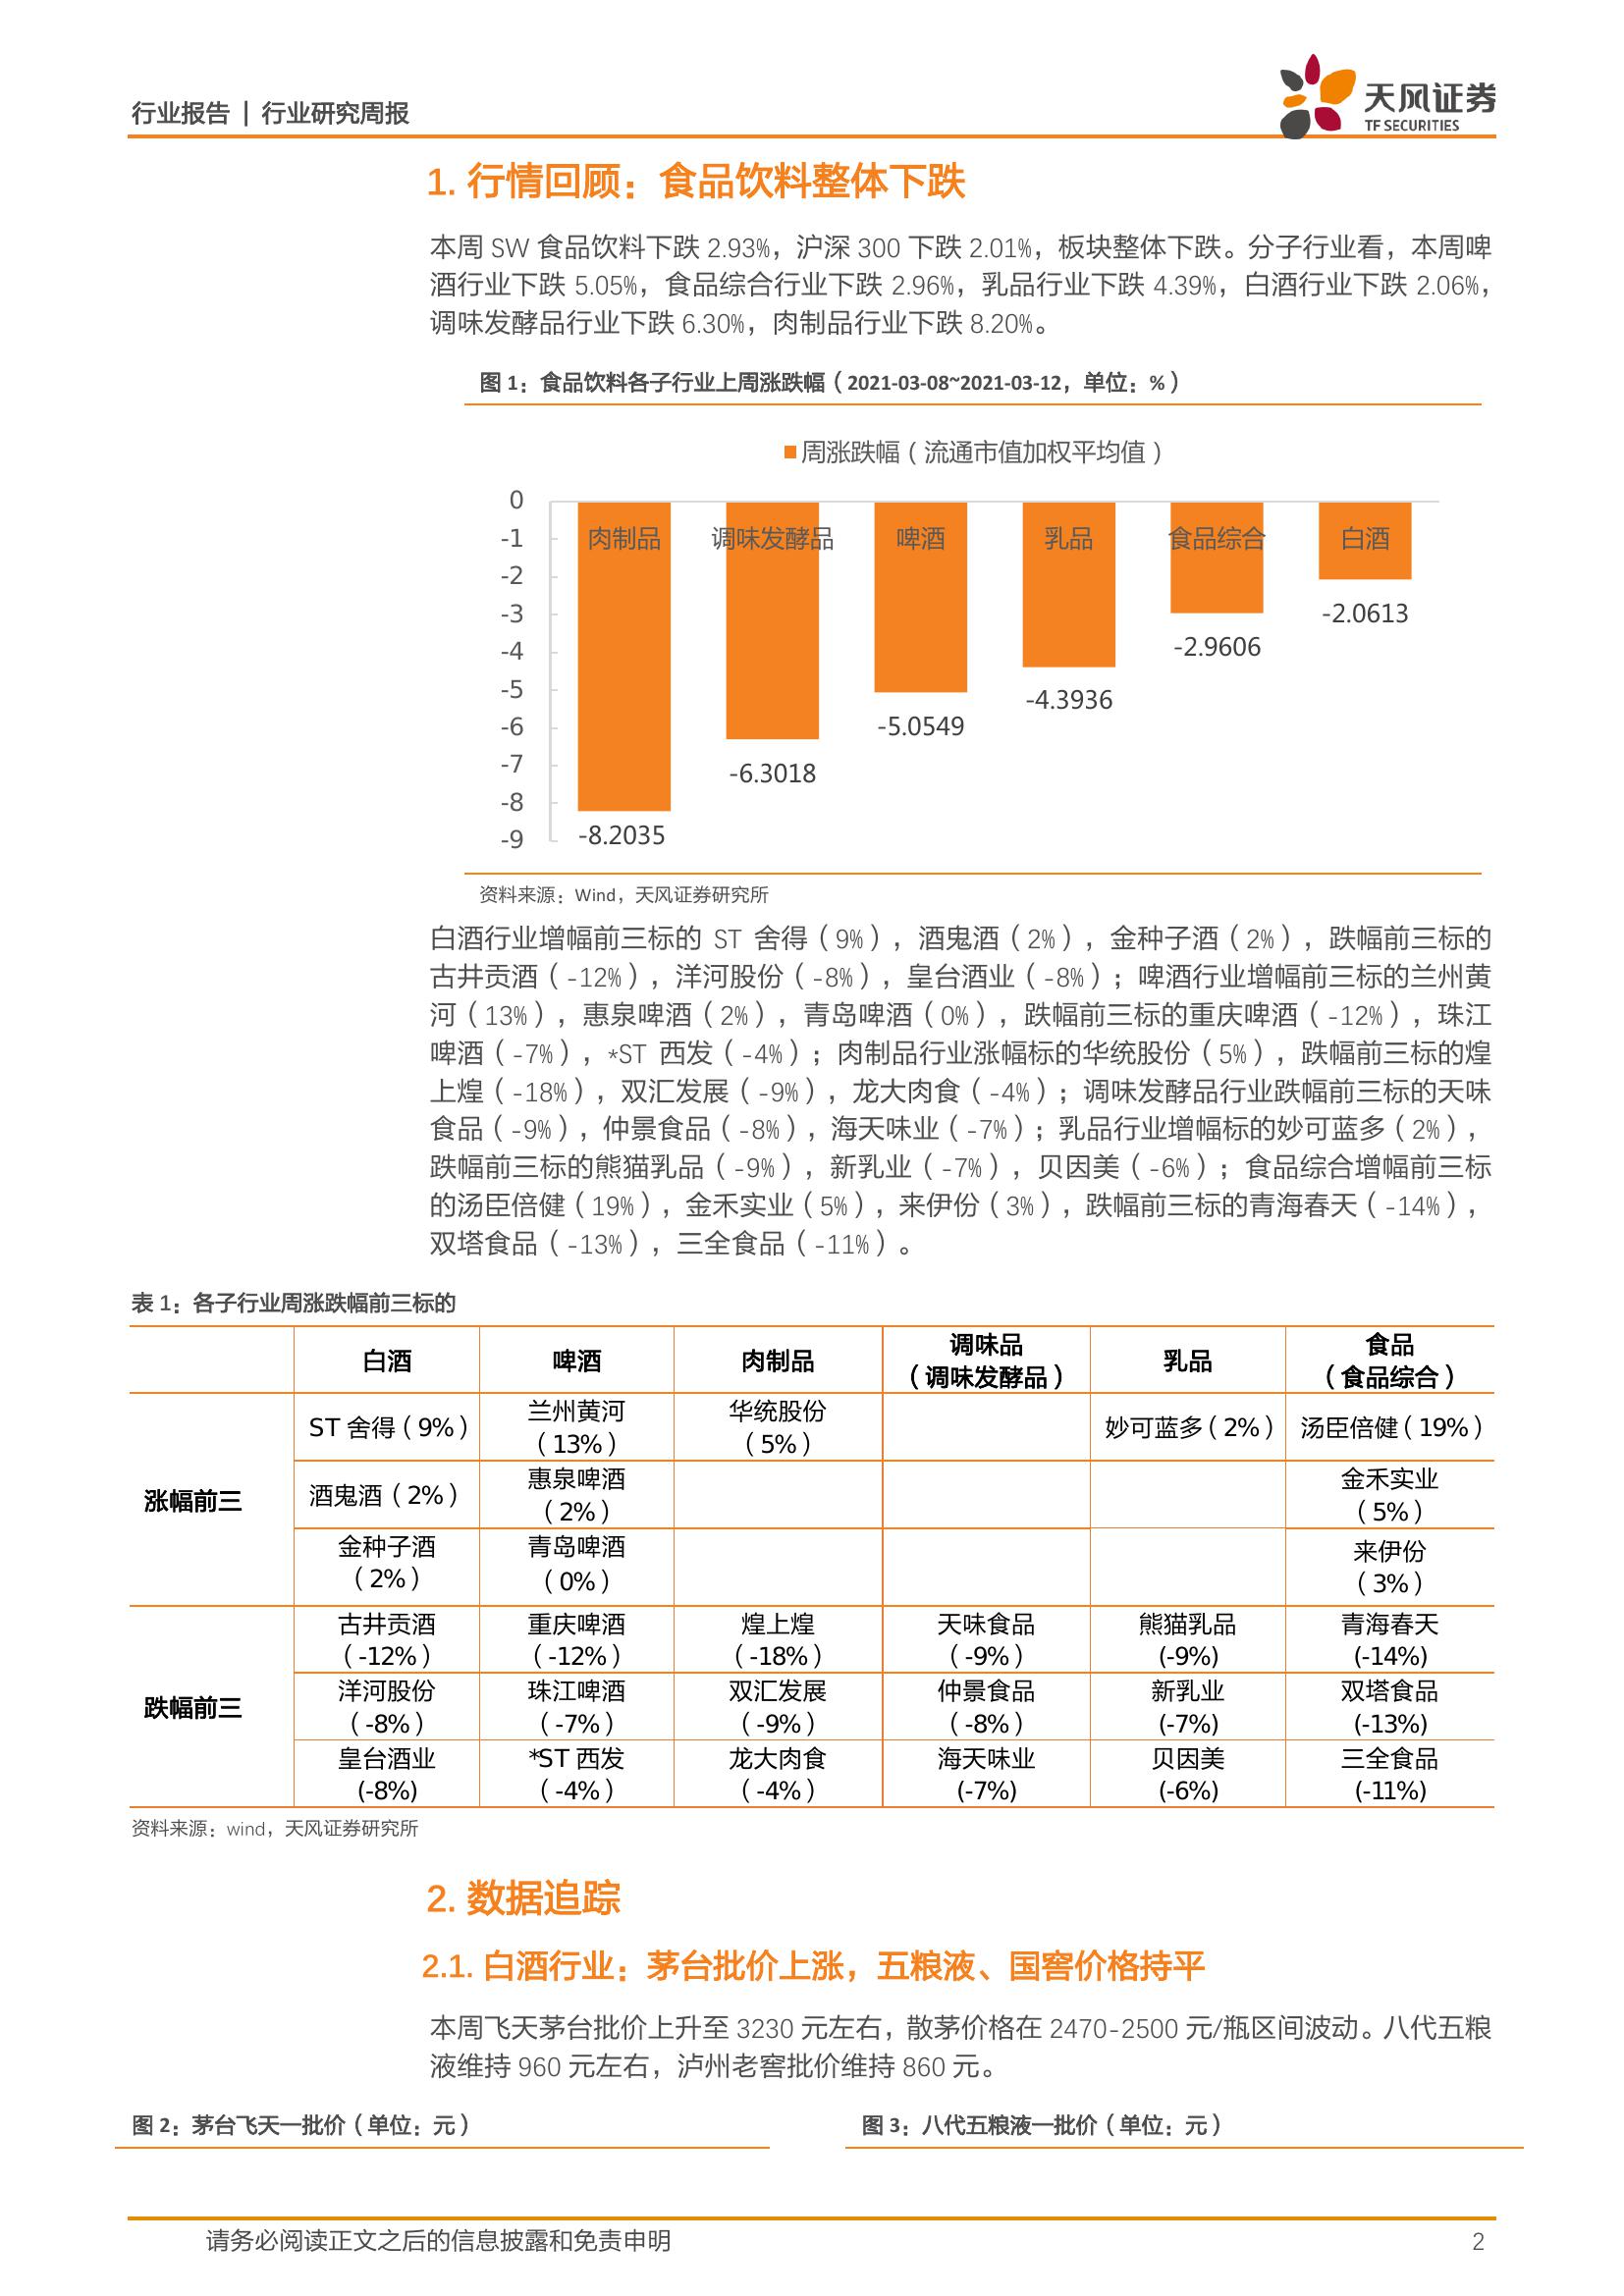 行业报告 | 行业研究周报
天风证券
TF SECURITIES
1. 行情回顾：食品饮料整体下跌
本周 SW 食品饮料下跌 2.93%，沪深 300 下跌 2.01%，板块整体下跌。分子行业看，本周啤
酒行业下跌 5.05%，食品综合行业下跌 2.96%，乳品行业下跌 4.39%，白酒行业下跌 2.06%，
调味发酵品行业下跌 6.30%，肉制品行业下跌 8.20%。
图 1：食品饮料各子行业上周涨跌幅（2021-03-08~2021-03-12，单位：%）
周涨跌幅（流通市值加权平均值）
0
-1
-2
-3
-4
-5
-6
-7
-8
-9
肉制品 调味发酵品 啤酒 乳品 食品综合 白酒
-8.2035
-6.3018
-5.0549
-4.3936
-2.9606
-2.0613
资料来源：Wind，天风证券研究所
白酒行业增幅前三标的 ST 舍得（9%），酒鬼酒（2%），金种子酒（2%），跌幅前三标的
古井贡酒（-12%），洋河股份（-8%），皇台酒业（-8%）；啤酒行业增幅前三标的兰州黄
河（13%），惠泉啤酒（2%），青岛啤酒（0%），跌幅前三标的重庆啤酒（-12%），珠江
啤酒（-7%），*ST 西发（-4%）；肉制品行业涨幅标的华统股份（5%），跌幅前三标的煌
上煌（-18%），双汇发展（-9%），龙大肉食（-4%）；调味发酵品行业跌幅前三标的天味
食品（-9%），仲景食品（-8%），海天味业（-7%）；乳品行业增幅标的妙可蓝多（2%），
跌幅前三标的熊猫乳品（-9%），新乳业（-7%），贝因美（-6%）；食品综合增幅前三标
的汤臣倍健（19%），金禾实业（5%），来伊份（3%），跌幅前三标的青海春天（-14%），
双塔食品（-13%），三全食品（-11%）。
表 1：各子行业周涨跌幅前三标的
白酒 啤酒 肉制品 调味品 乳品 食品
（调味发酵品） （食品综合）
涨幅前三
ST 舍得（9%） 兰州黄河 华统股份 妙可蓝多（2%） 汤臣倍健（19%）
（13%） （5%）
酒鬼酒（2%） 惠泉啤酒 金禾实业
（2%） （5%）
金种子酒 青岛啤酒 来伊份
（2%） （0%） （3%）
跌幅前三
古井贡酒 重庆啤酒 煌上煌 天味食品 熊猫乳品 青海春天
（-12%） （-12%） （-18%） （-9%） (-9%) (-14%)
洋河股份 珠江啤酒 双汇发展 仲景食品 新乳业 双塔食品
（-8%） （-7%） （-9%） （-8%） (-7%) (-13%)
皇台酒业 *ST 西发 龙大肉食 海天味业 贝因美 三全食品
(-8%) （-4%） （-4%） (-7%) (-6%) (-11%)
资料来源：wind，天风证券研究所
2. 数据追踪
2.1. 白酒行业：茅台批价上涨，五粮液、国窖价格持平
本周飞天茅台批价上升至 3230 元左右，散茅价格在 2470-2500 元/瓶区间波动。八代五粮
液维持 960 元左右，泸州老窖批价维持 860 元。
图 2：茅台飞天一批价（单位：元）
图 3：八代五粮液一批价（单位：元）
请务必阅读正文之后的信息披露和免责申明
2